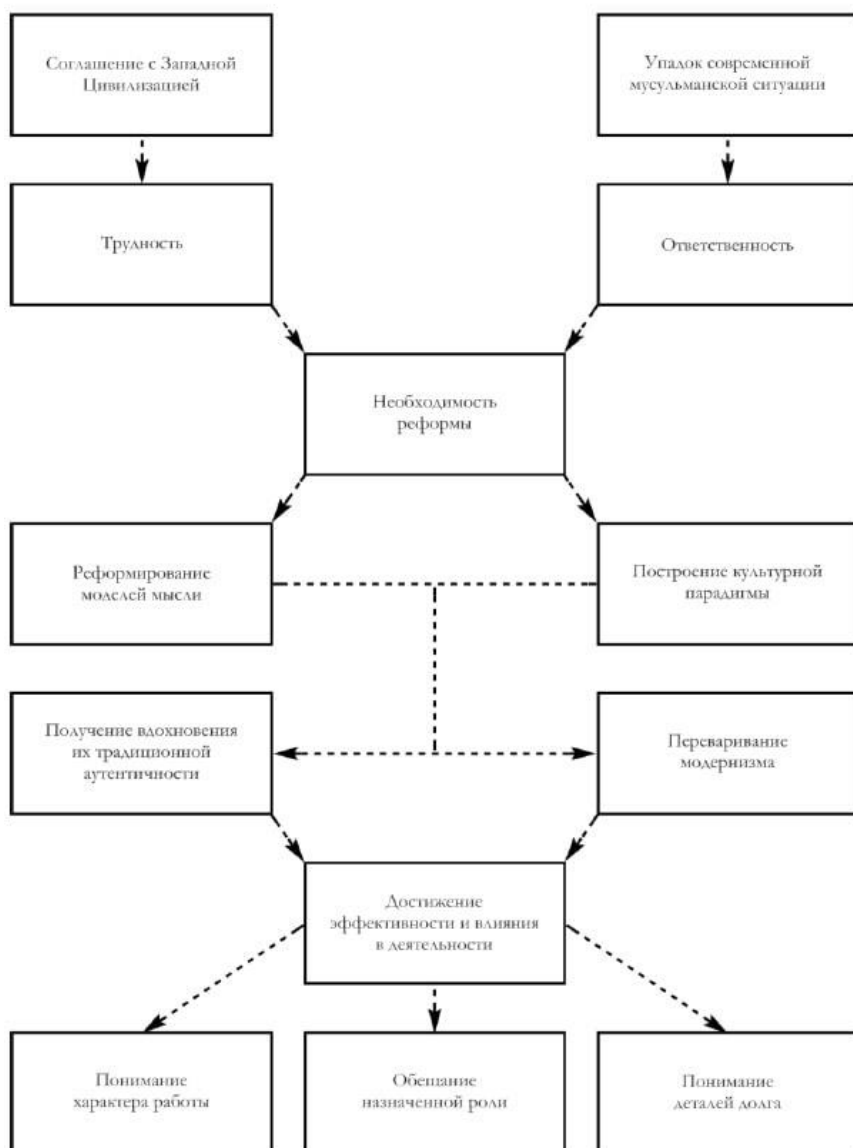 Соглашение с Западной
Цивилизацией
Упадок современной
мусульманской ситуации
Трудность
Ответственность
Необходимость
реформы
Реформирование
моделей мысли
Построение культурной
парадигмы
Получение вдохновения
их традиционной
аутентичности
Переваривание
модернизма
Достижение
эффективности и влияния
в деятельности
Понимание
характера работы
Обещание
назначенной роли
Понимание
деталей долга